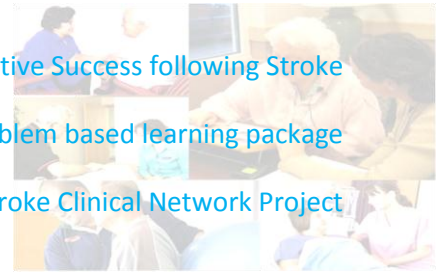 tive Success following Stroke
blem based learning package
roke Clinical Network Project